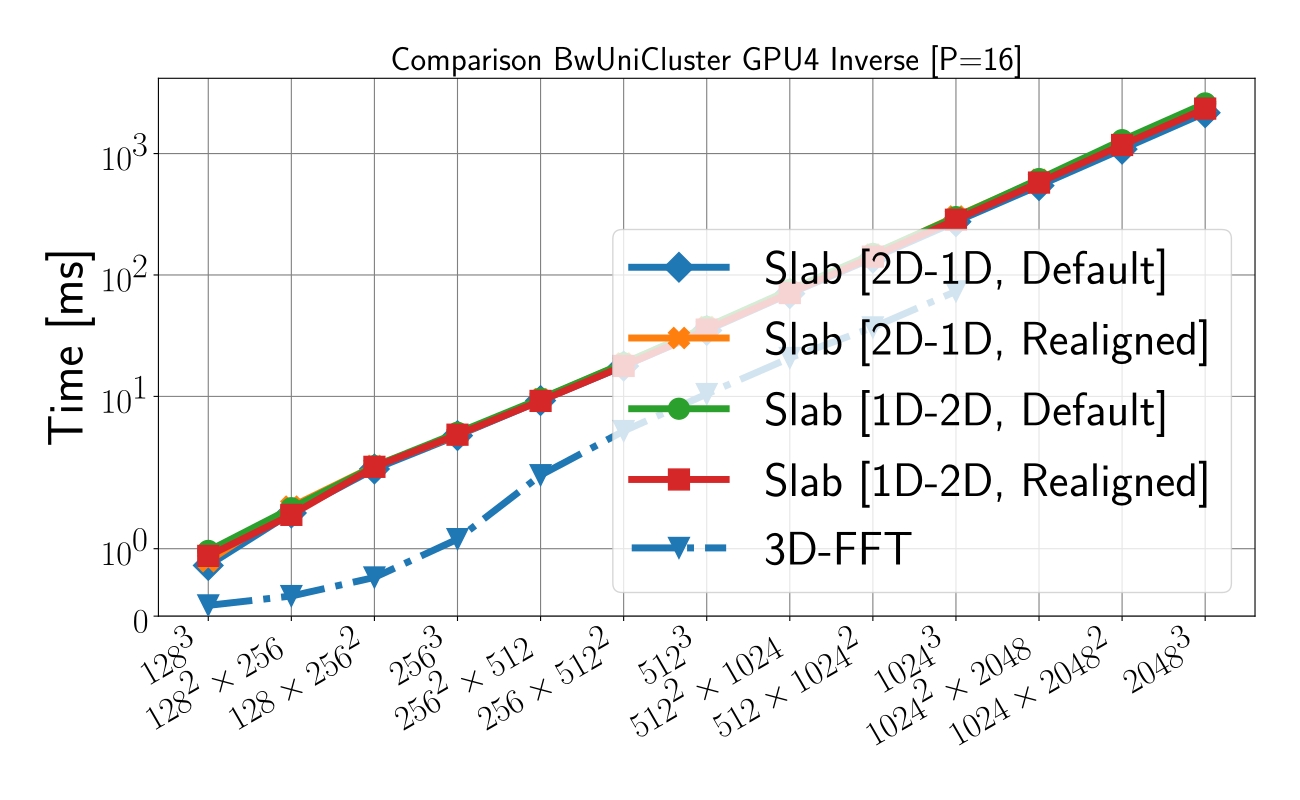 Comparison BwUniCluster GPU4 Inverse [P=16]
Time [ms]
10^3
10^2
10^1
10^0
0
Slab [2D-1D, Default]
Slab [2D-1D, Realigned]
Slab [1D-2D, Default]
Slab [1D-2D, Realigned]
3D-FFT
128^3
128^2 × 256
128 × 256^2
256^3
256^2 × 512
256 × 512^2
512^3
512^2 × 1024
512 × 1024^2
1024^3
1024^2 × 2048
1024 × 2048^2
2048^3